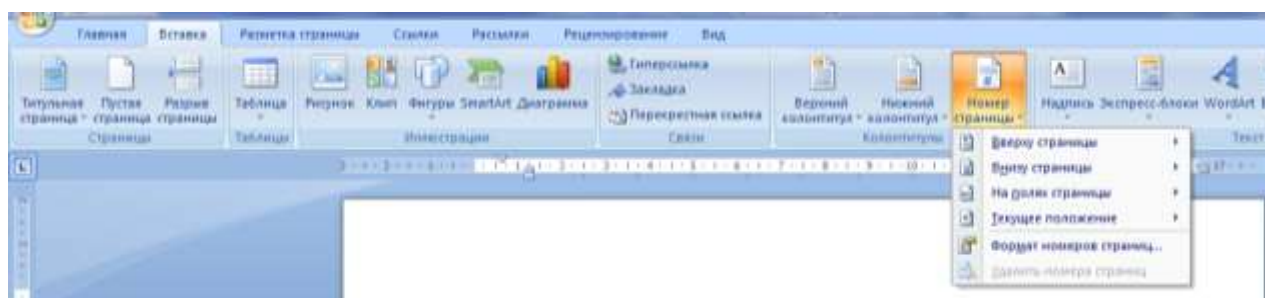 Главная Вставка Разметка страницы Ссылки Рассылки Рецензирование Вид
Титульная страница Пустая страница Разрыв страницы Таблица Рисунок Клип Фигуры SmartArt Диаграмма
Гиперссылка
Закладка
Перекрестная ссылка
Верхний колонтитул Нижний колонтитул Номер страницы Надпись Экспресс-блоки WordArt
Страницы Таблицы Иллюстрации Связи Колонтитулы Текст
Вверху страницы
Внизу страницы
На полях страницы
Текущее положение
Формат номеров страниц...
Удалить номера страниц